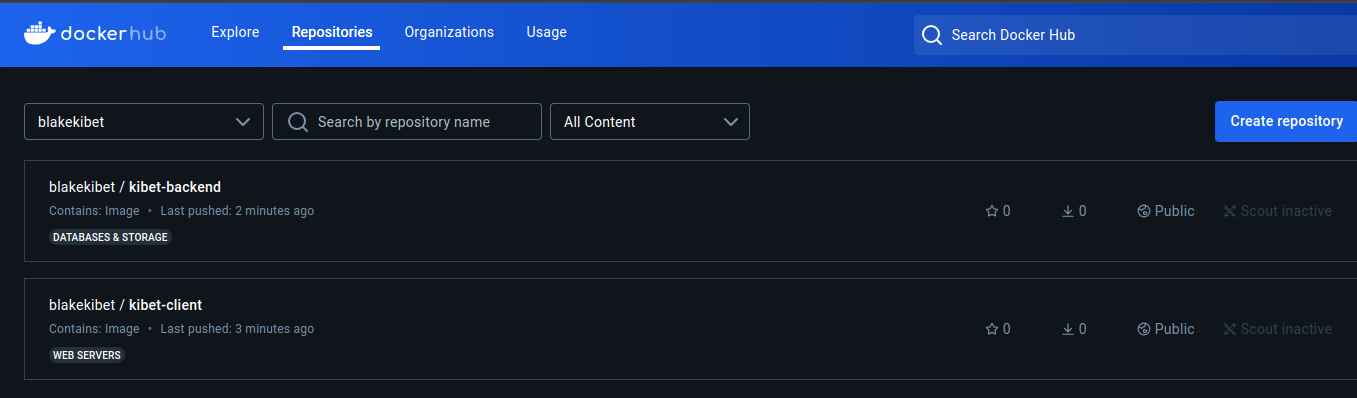 dockerhub Explore Repositories Organizations Usage Search Docker Hub
blakekibet Search by repository name All Content Create repository
blakekibet / kibet-backend
Contains: Image • Last pushed: 2 minutes ago 0 0 Public Scout inactive
DATABASES & STORAGE
blakekibet / kibet-client
Contains: Image • Last pushed: 3 minutes ago 0 0 Public Scout inactive
WEB SERVERS